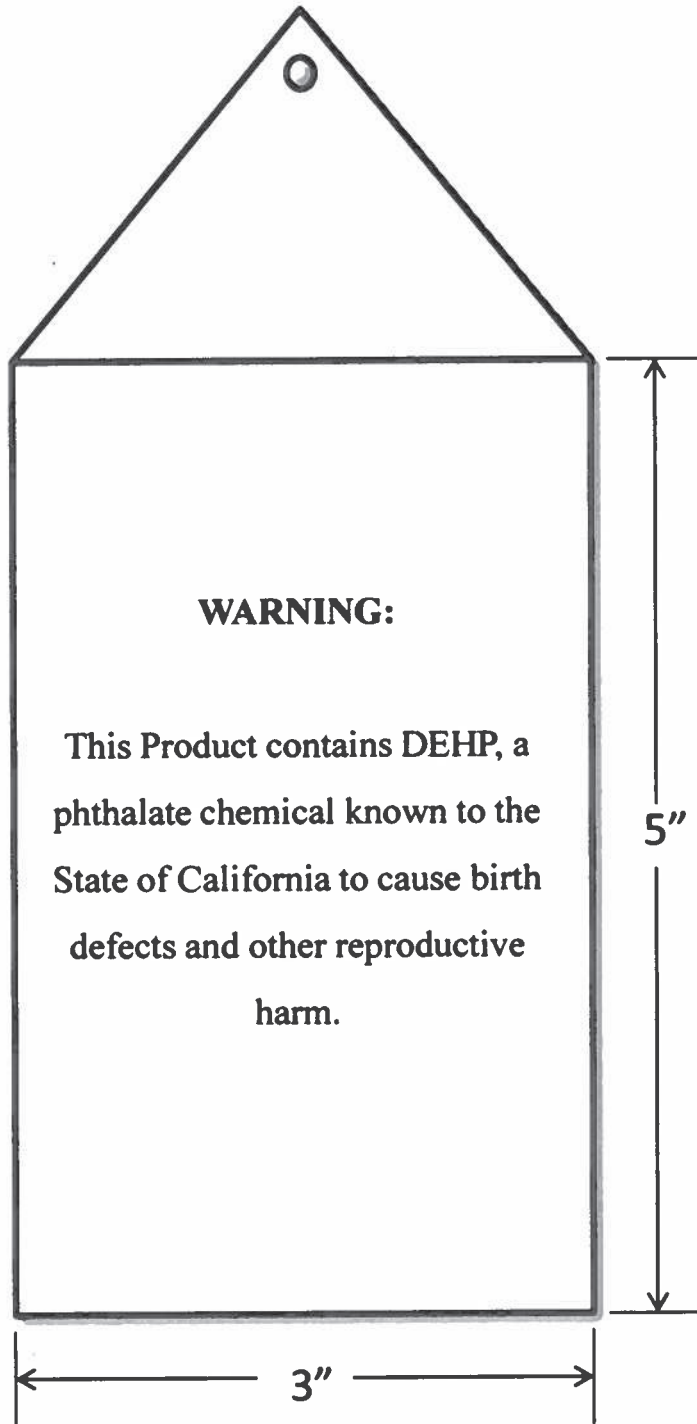 WARNING:
This Product contains DEHP, a
phthalate chemical known to the
State of California to cause birth
defects and other reproductive
harm.
5"
3"